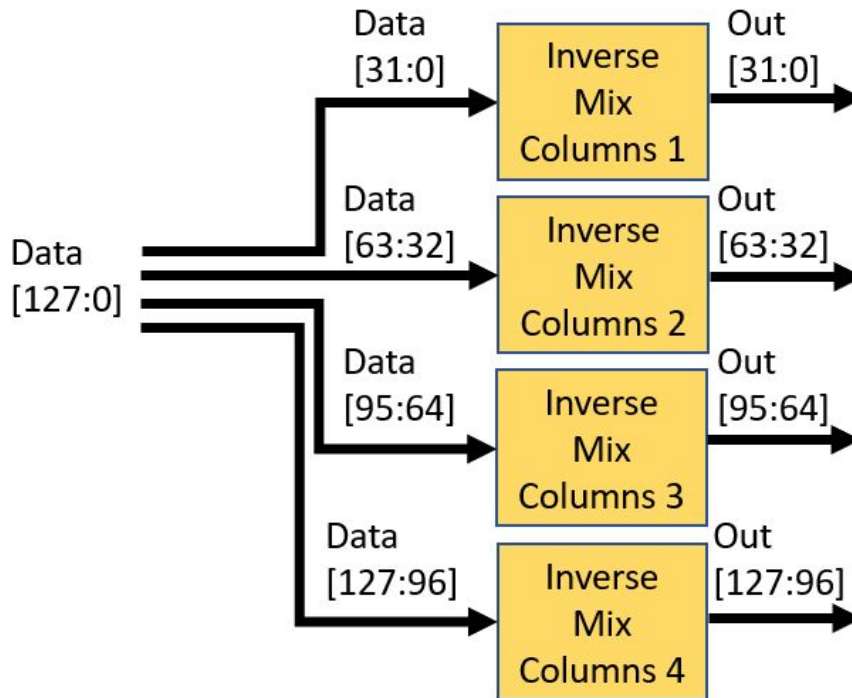 Data
[127:0]
Data
[31:0]
Inverse
Mix
Columns 1
Out
[31:0]
Data
[63:32]
Inverse
Mix
Columns 2
Out
[63:32]
Data
[95:64]
Inverse
Mix
Columns 3
Out
[95:64]
Data
[127:96]
Inverse
Mix
Columns 4
Out
[127:96]